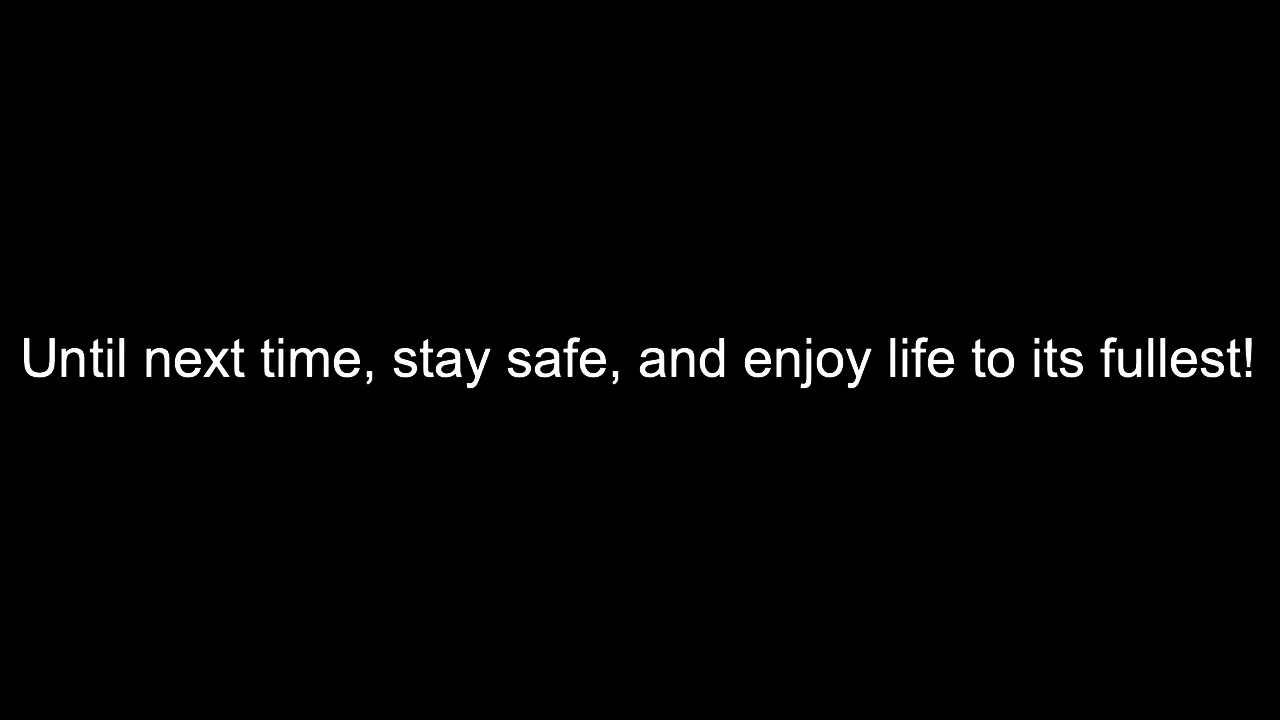 Until next time, stay safe, and enjoy life to its fullest!